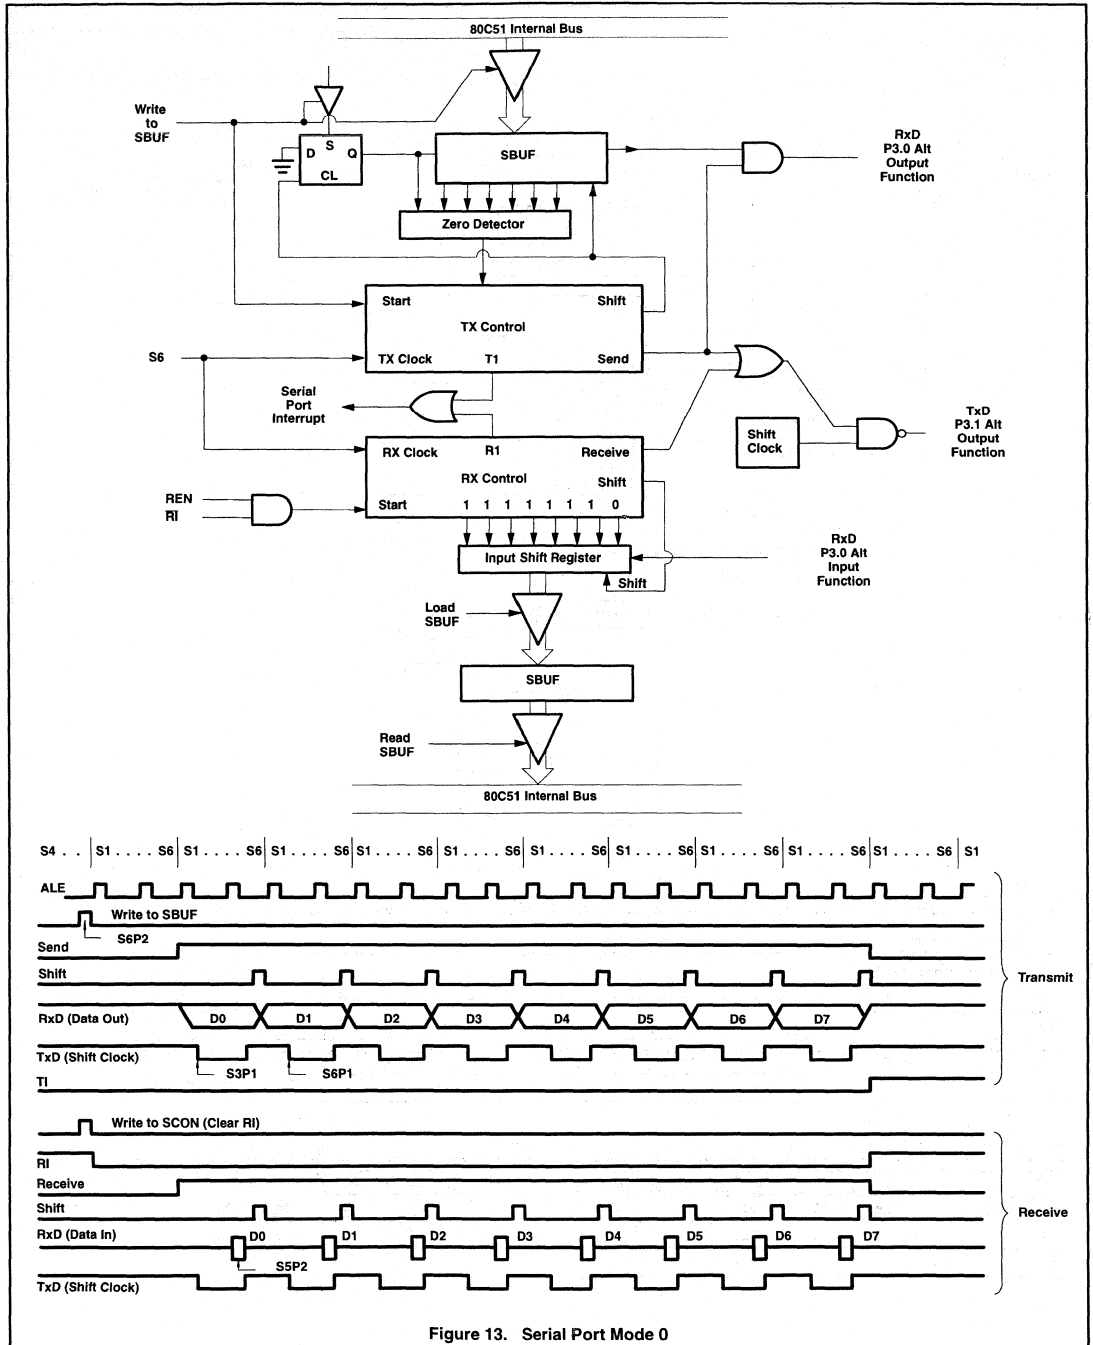 80C51 Internal Bus
Write
to
SBUF
S
D Q
CL
SBUF
RxD
P3.0 Alt
Output
Function
Zero Detector
Start Shift
TX Control
S6
TX Clock T1 Send
Serial
Port
Interrupt
Shift
Clock
TxD
P3.1 Alt
Output
Function
RX Clock R1 Receive
RX Control
Shift
REN
RI
Start 1 1 1 1 1 1 1 0
Input Shift Register
RxD
P3.0 Alt
Input
Function
Shift
Load
SBUF
SBUF
Read
SBUF
80C51 Internal Bus
S4 . . S1 . . . . S6 S1 . . . . S6 S1 . . . . S6 S1 . . . . S6 S1 . . . . S6 S1 . . . . S6 S1 . . . . S6 S1 . . . . S6 S1 . . . . S6 S1 . . . . S6 S1
ALE
Write to SBUF
S6P2
Send
Shift
Transmit
RxD (Data Out) D0 D1 D2 D3 D4 D5 D6 D7
TxD (Shift Clock)
S3P1 S6P1
TI
Write to SCON (Clear RI)
RI
Receive
Shift
Receive
RxD (Data In) D0 D1 D2 D3 D4 D5 D6 D7
S5P2
TxD (Shift Clock)
Figure 13. Serial Port Mode 0